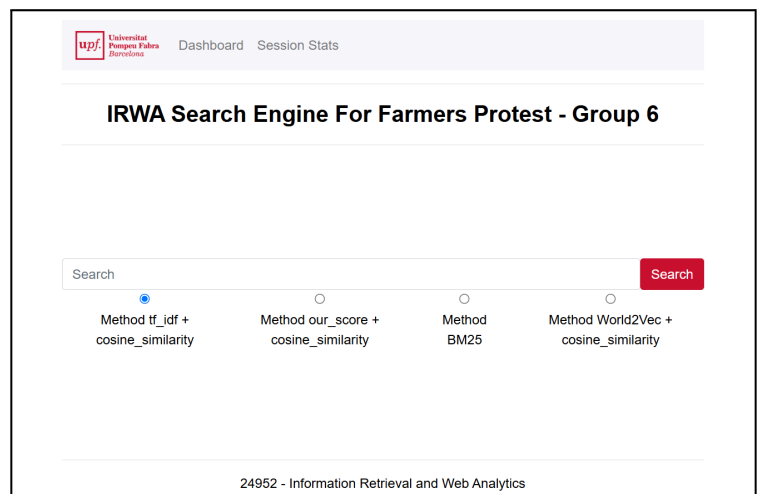 upf.
Universitat
Pompeu Fabra
Barcelona
Dashboard Session Stats
IRWA Search Engine For Farmers Protest - Group 6
Search Search
Method tf_idf +
cosine_similarity
Method our_score +
cosine_similarity
Method
BM25
Method World2Vec +
cosine_similarity
24952 - Information Retrieval and Web Analytics